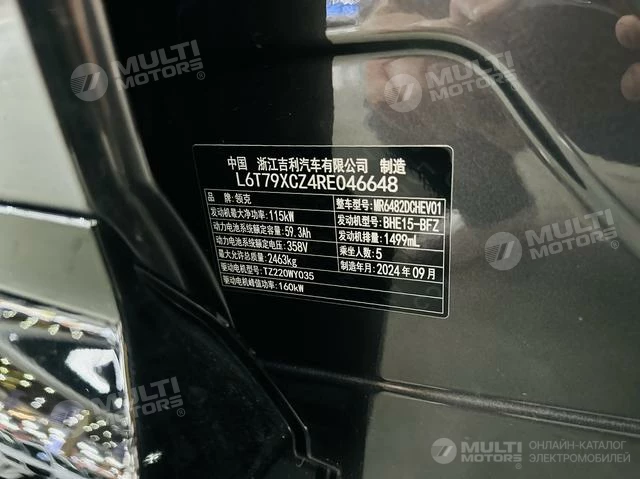 MULTI
MOTORS
MULTI
MOTORS
中国 浙江吉利汽车有限公司 制造
L6T79XCZ4RE046648
品牌:领克
整车型号:MR6482DCHEV01
发动机最大净功率:115kW
发动机型号:BHE15-BFZ
动力电池系统额定容量:59.3Ah
发动机排量:1499mL
动力电池系统额定电压:358V
乘坐人数:5
最大允许总质量:2463kg
制造年月:2024年09月
驱动电机型号:TZ220WY035
驱动电机峰值功率:160kW
MULTI
MOTORS
MULTI
MOTORS
MULTI
MOTORS
ОНЛАЙН-КАТАЛОГ
ЭЛЕКТРОМОБИЛЕЙ